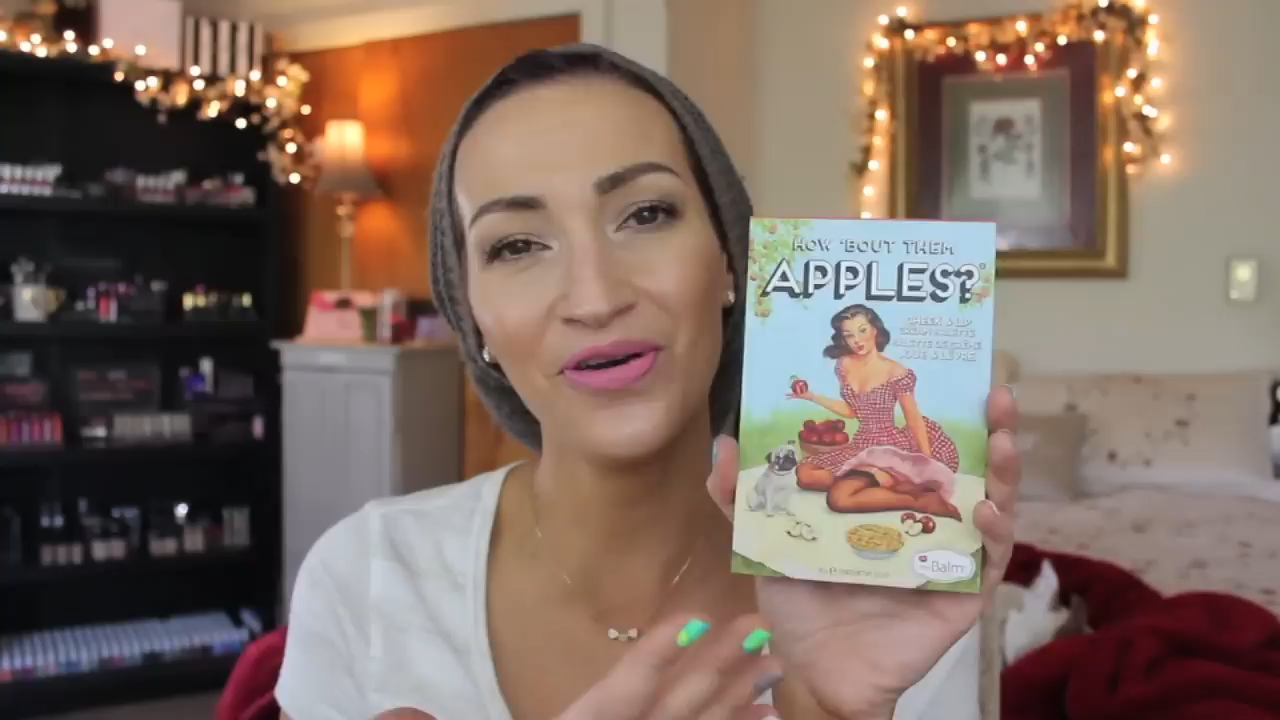 HOW 'BOUT THEM
APPLES?®
CHEEK & LIP
CREAM PALETTE
PALETTE DE CRÈME
JOUE & LÈVRE
theBalm